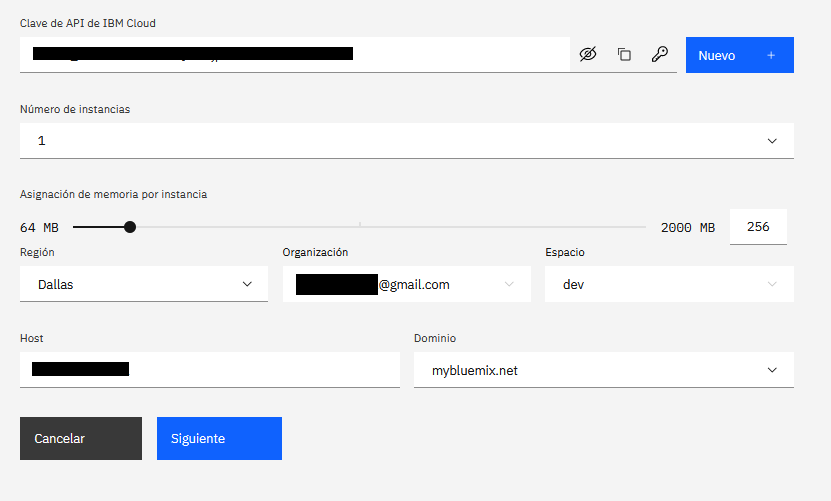 Clave de API de IBM Cloud
Nuevo +
Número de instancias
1
Asignación de memoria por instancia
64 MB 2000 MB 256
Región Organización Espacio
Dallas @gmail.com dev
Host Dominio
mybluemix.net
Cancelar Siguiente